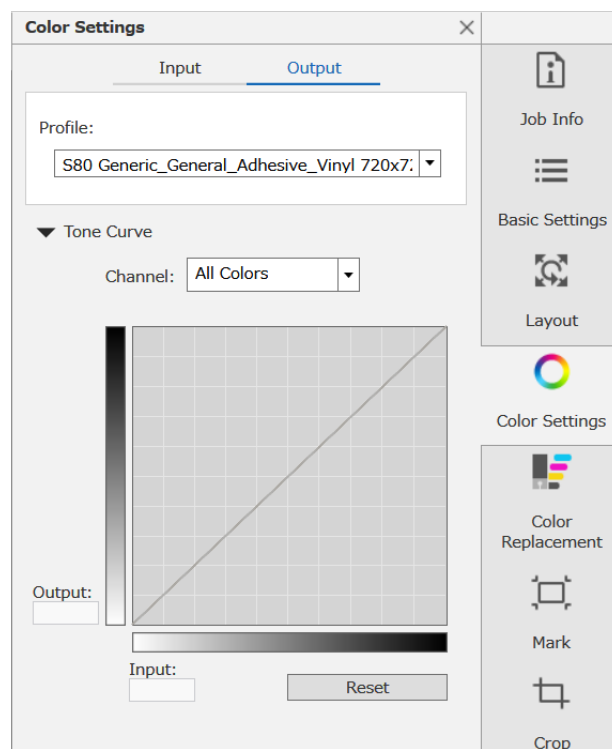 Color Settings
Input
Output
Profile:
S80 Generic_General_Adhesive_Vinyl 720x7
Tone Curve
Channel:
All Colors
Output:
Input:
Reset
Job Info
Basic Settings
Layout
Color Settings
Color
Replacement
Mark
Crop